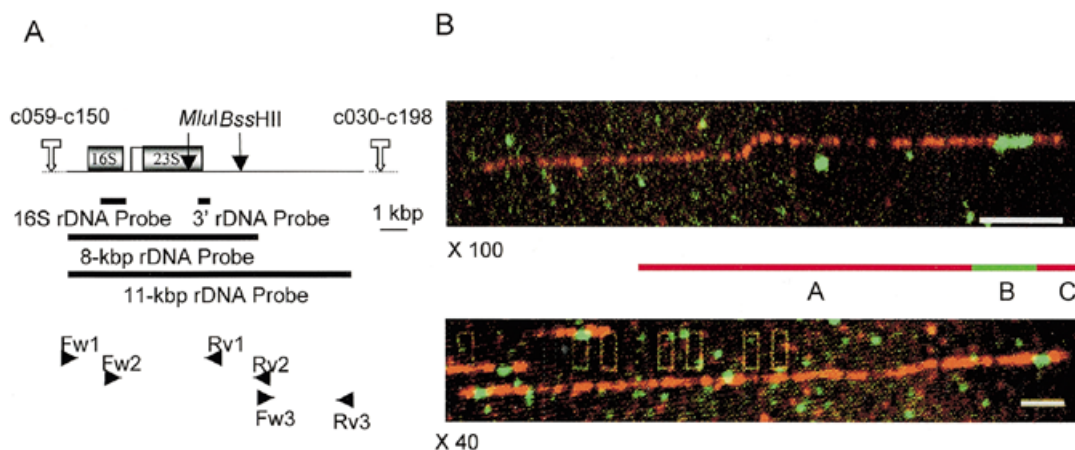 A
B
c059-c150
MluI BssHII
c030-c198
16S
23S
16S rDNA Probe
3' rDNA Probe
1 kbp
8-kbp rDNA Probe
11-kbp rDNA Probe
Fw1
Fw2
Rv1
Rv2
Fw3
Rv3
X 100
A
B
C
X 40